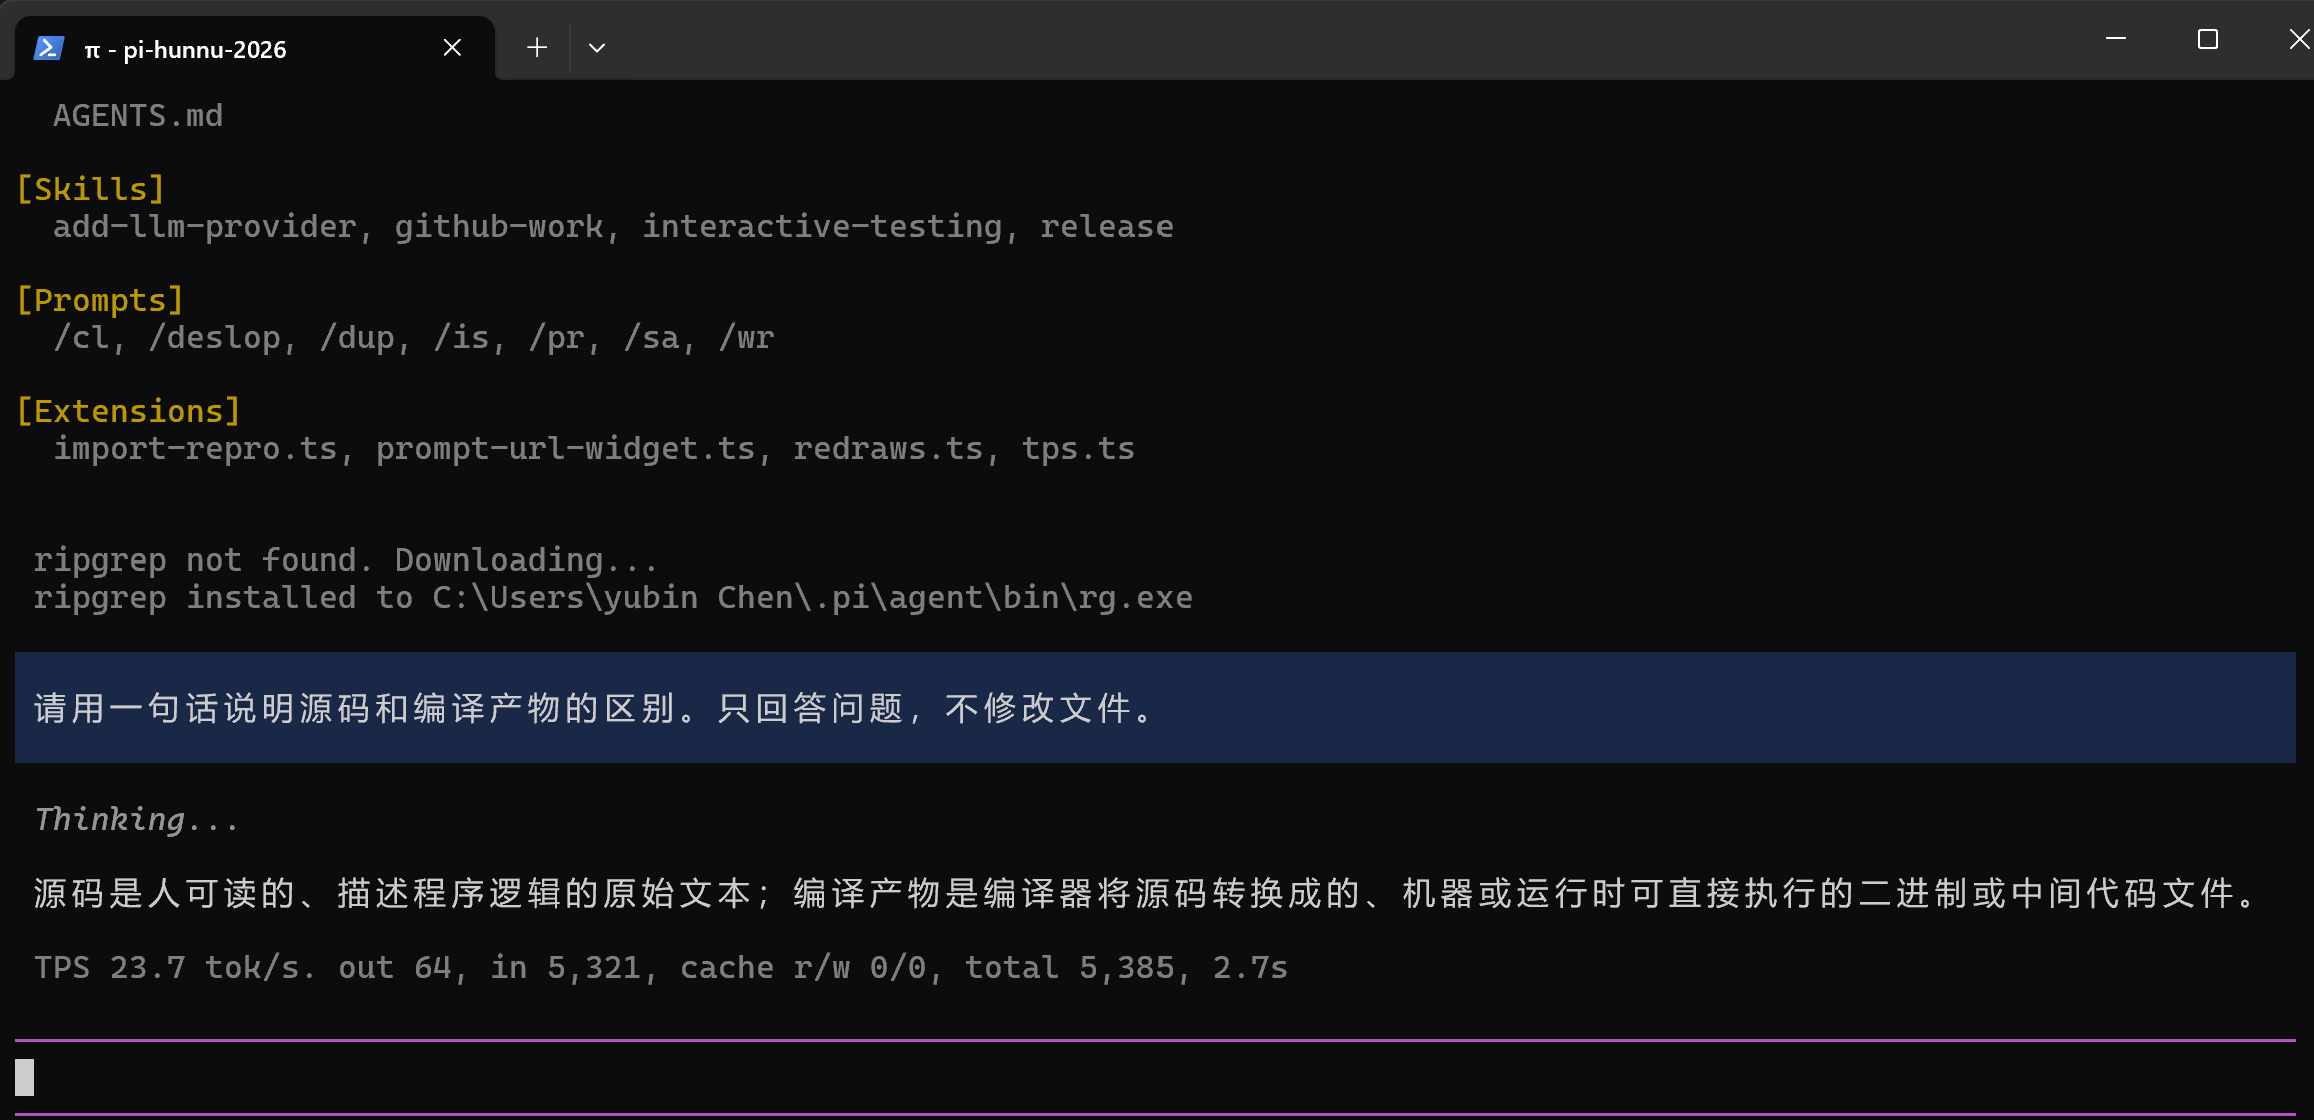 π - pi-hunnu-2026
AGENTS.md
[Skills]
add-llm-provider, github-work, interactive-testing, release
[Prompts]
/cl, /deslop, /dup, /is, /pr, /sa, /wr
[Extensions]
import-repro.ts, prompt-url-widget.ts, redraws.ts, tps.ts
ripgrep not found. Downloading...
ripgrep installed to C:\Users\yubin Chen\.pi\agent\bin\rg.exe
请用一句话说明源码和编译产物的区别。只回答问题，不修改文件。
Thinking...
源码是人可读的、描述程序逻辑的原始文本；编译产物是编译器将源码转换成的、机器或运行时可直接执行的二进制或中间代码文件。
TPS 23.7 tok/s. out 64, in 5,321, cache r/w 0/0, total 5,385, 2.7s